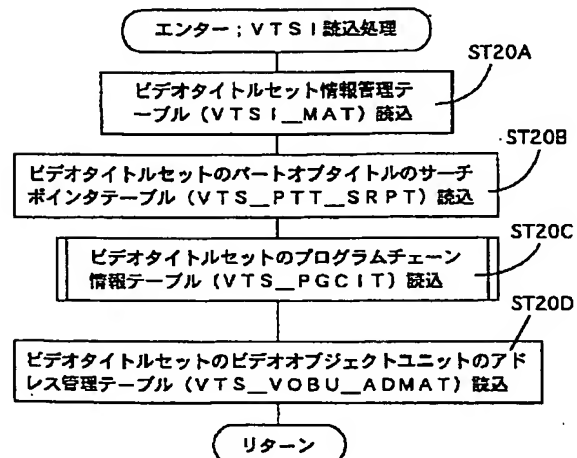 エンター；ＶＴＳＩ読込処理
ST20A
ビデオタイトルセット情報管理テ
ーブル（ＶＴＳＩ＿ＭＡＴ）読込
ST20B
ビデオタイトルセットのパートオブタイトルのサーチ
ポインタテーブル（ＶＴＳ＿ＰＴＴ＿ＳＲＰＴ）読込
ST20C
ビデオタイトルセットのプログラムチェーン
情報テーブル（ＶＴＳ＿ＰＧＣＩＴ）読込
ST20D
ビデオタイトルセットのビデオオブジェクトユニットのアド
レス管理テーブル（ＶＴＳ＿ＶＯＢＵ＿ＡＤＭＡＴ）読込
リターン